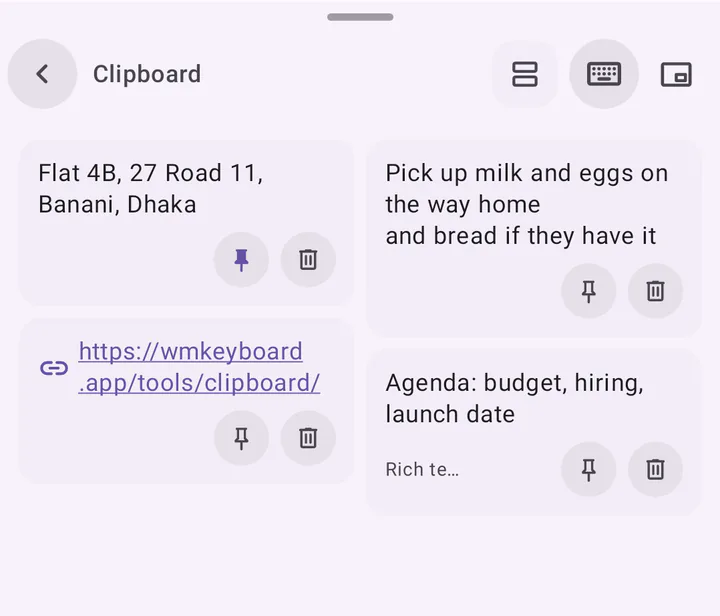 Clipboard
Flat 4B, 27 Road 11,
Banani, Dhaka
Pick up milk and eggs on
the way home
and bread if they have it
https://wmkeyboard
.app/tools/clipboard/
Agenda: budget, hiring,
launch date
Rich te…